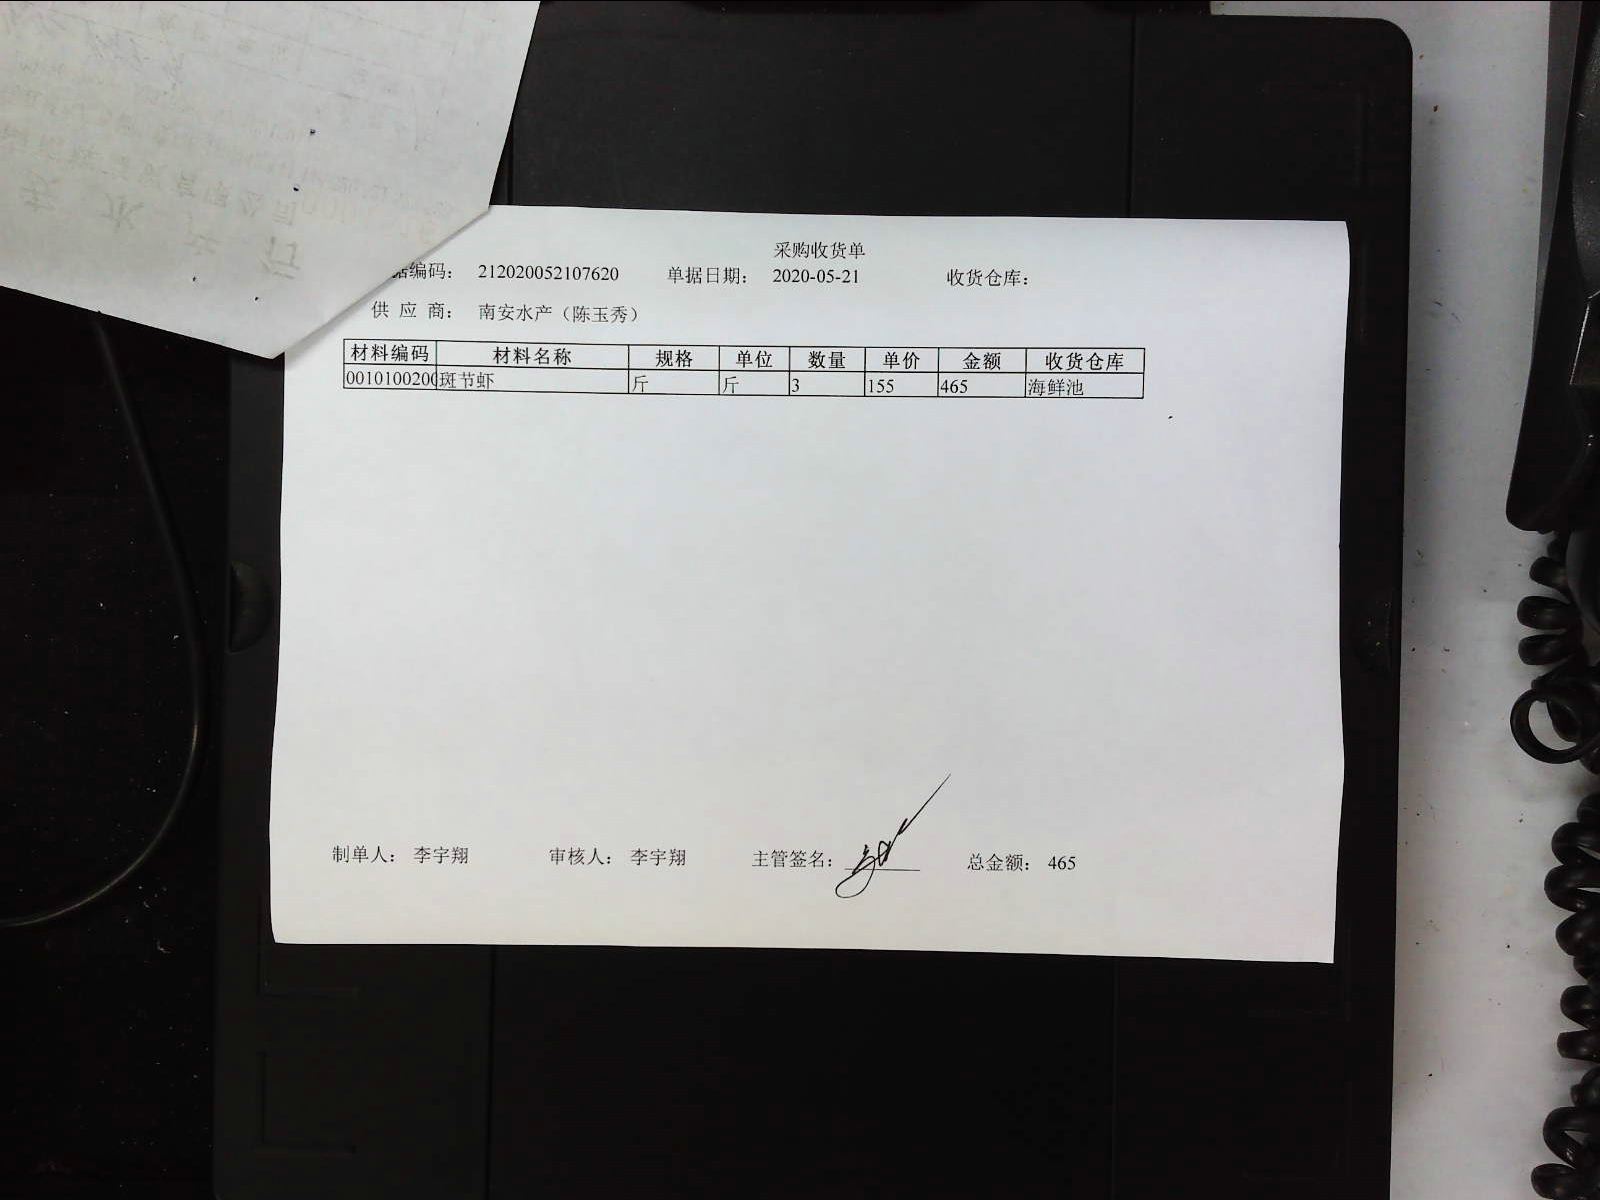 采购收货单
据编码： 212020052107620 单据日期： 2020-05-21 收货仓库：
供 应 商： 南安水产（陈玉秀）
材料编码 材料名称 规格 单位 数量 单价 金额 收货仓库
0010100200 斑节虾 斤 斤 3 155 465 海鲜池
制单人： 李宇翔 审核人： 李宇翔 主管签名： 总金额： 465